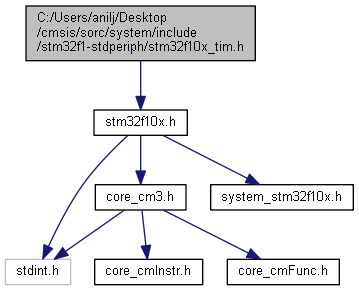 C:/Users/anilj/Desktop
/cmsis/sorc/system/include
/stm32f1-stdperiph/stm32f10x_tim.h
stm32f10x.h
core_cm3.h
system_stm32f10x.h
stdint.h
core_cmInstr.h
core_cmFunc.h